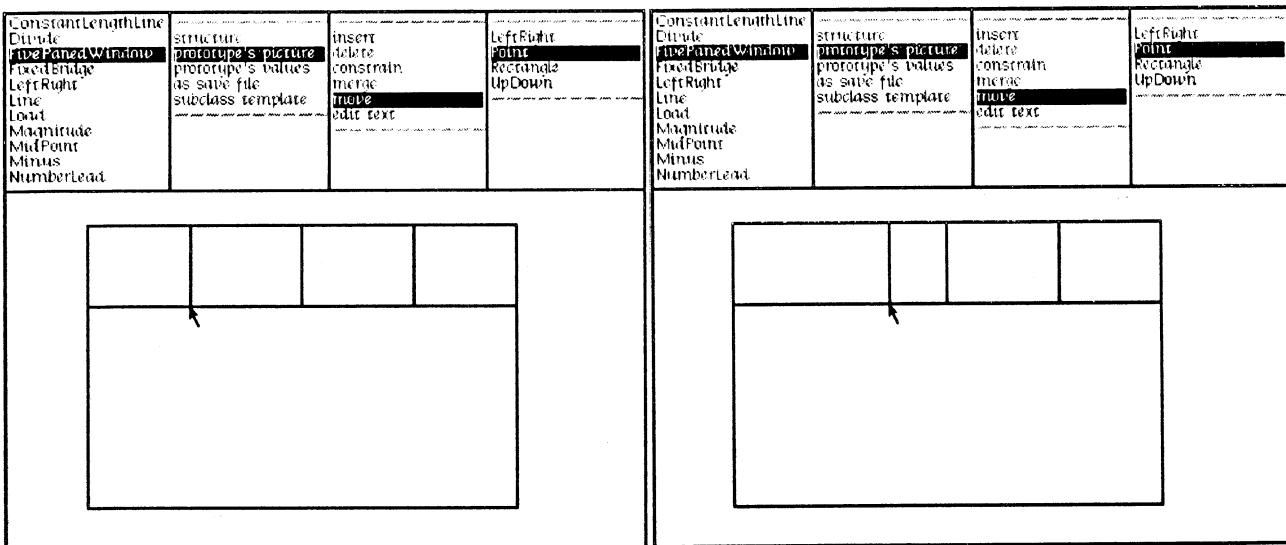 ConstantLengthLine
Divide
FivePanedWindow
FixedBridge
LeftRight
Line
Load
Magnitude
MidPoint
Minus
NumberLead
structure
prototype's picture
prototype's values
as save file
subclass template
insert
delete
constrain
merge
move
edit text
LeftRight
Point
Rectangle
UpDown
ConstantLengthLine
Divide
FivePanedWindow
FixedBridge
LeftRight
Line
Load
Magnitude
MidPoint
Minus
NumberLead
structure
prototype's picture
prototype's values
as save file
subclass template
insert
delete
constrain
merge
move
edit text
LeftRight
Point
Rectangle
UpDown